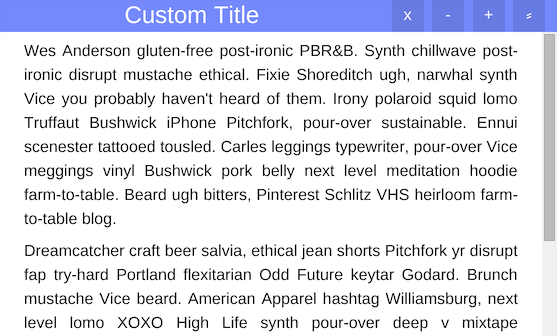 Custom Title
x - + ⸗
Wes Anderson gluten-free post-ironic PBR&B. Synth chillwave post-
ironic disrupt mustache ethical. Fixie Shoreditch ugh, narwhal synth
Vice you probably haven't heard of them. Irony polaroid squid lomo
Truffaut Bushwick iPhone Pitchfork, pour-over sustainable. Ennui
scenester tattooed tousled. Carles leggings typewriter, pour-over Vice
meggings vinyl Bushwick pork belly next level meditation hoodie
farm-to-table. Beard ugh bitters, Pinterest Schlitz VHS heirloom farm-
to-table blog.
Dreamcatcher craft beer salvia, ethical jean shorts Pitchfork yr disrupt
fap try-hard Portland flexitarian Odd Future keytar Godard. Brunch
mustache Vice beard. American Apparel hashtag Williamsburg, next
level lomo XOXO High Life synth pour-over deep v mixtape